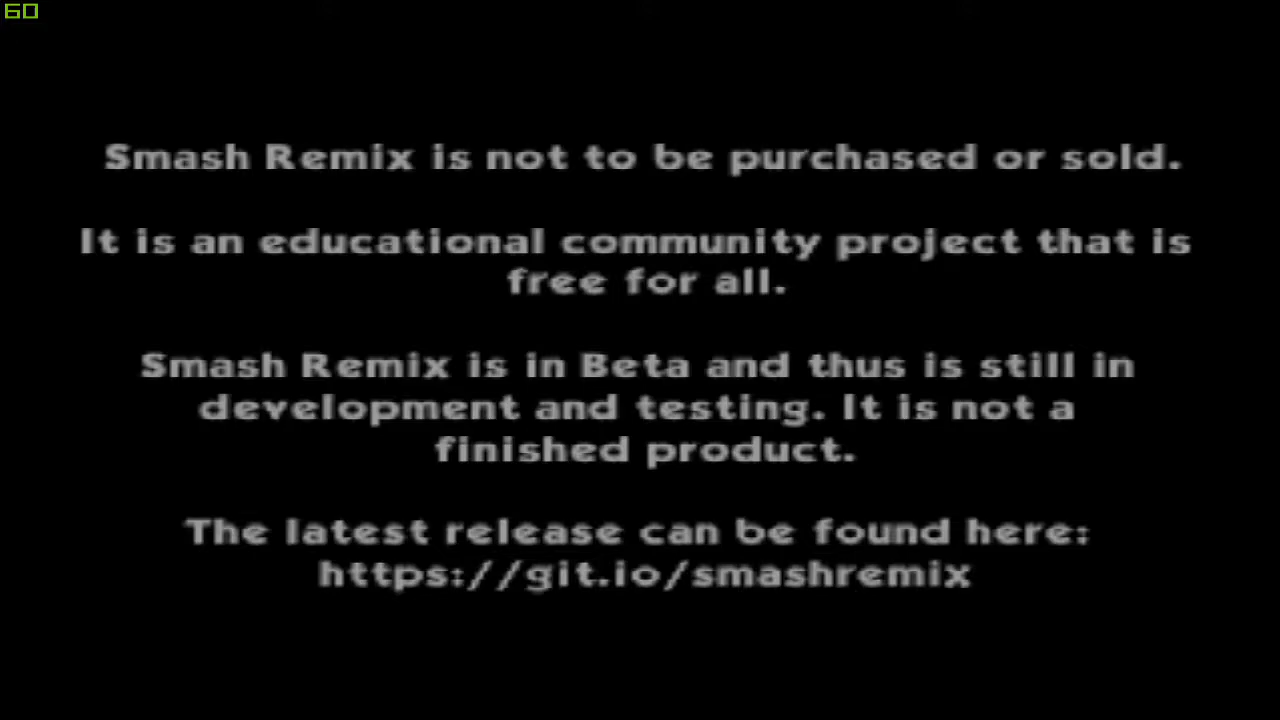 60
Smash Remix is not to be purchased or sold.
It is an educational community project that is
free for all.
Smash Remix is in Beta and thus is still in
development and testing. It is not a
finished product.
The latest release can be found here:
https://git.io/smashremix